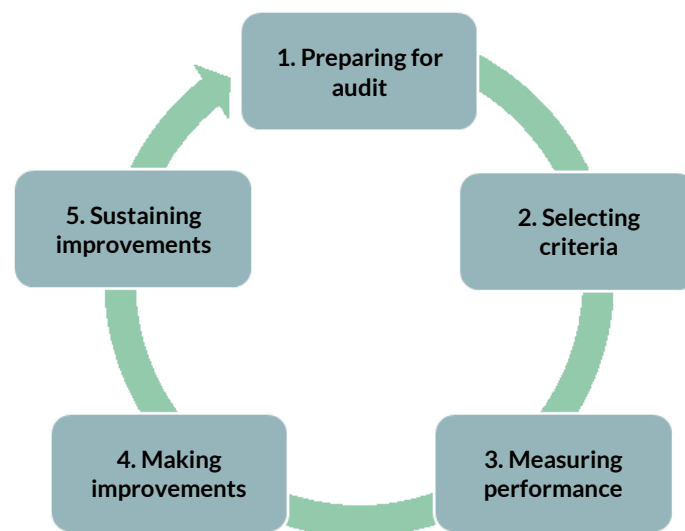 1. Preparing for
audit
2. Selecting
criteria
3. Measuring
performance
4. Making
improvements
5. Sustaining
improvements